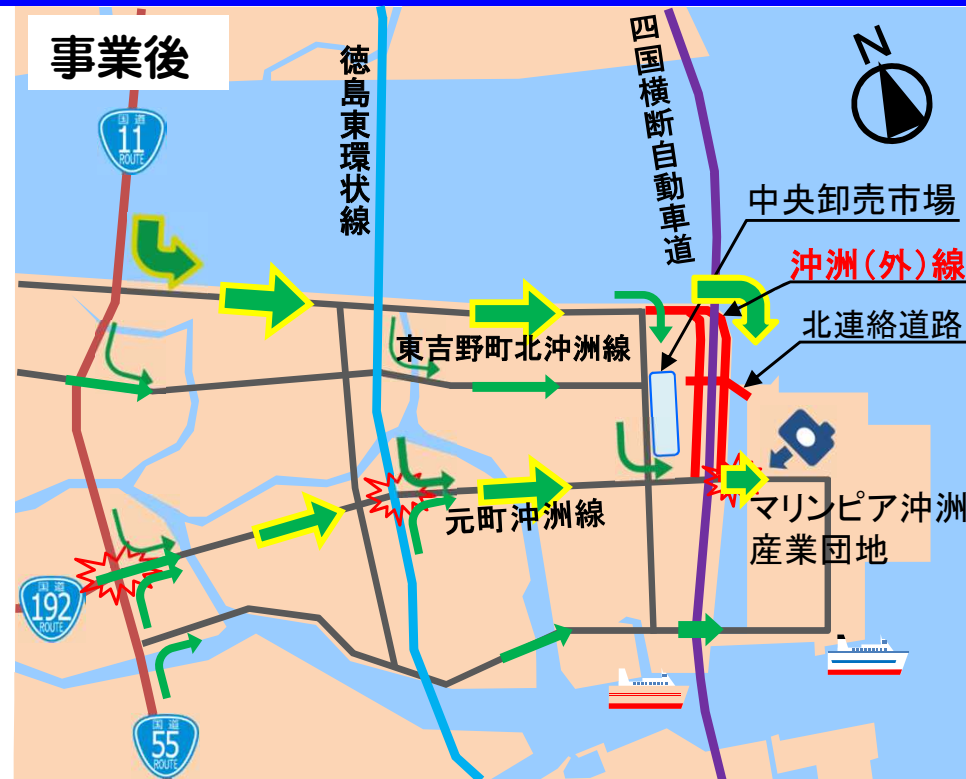 事業後
N
国道
11
ROUTE
徳島東環状線
四国横断自動車道
中央卸売市場
沖洲(外)線
北連絡道路
東吉野町北沖洲線
元町沖洲線
マリンピア沖洲
産業団地
国道
192
ROUTE
国道
55
ROUTE